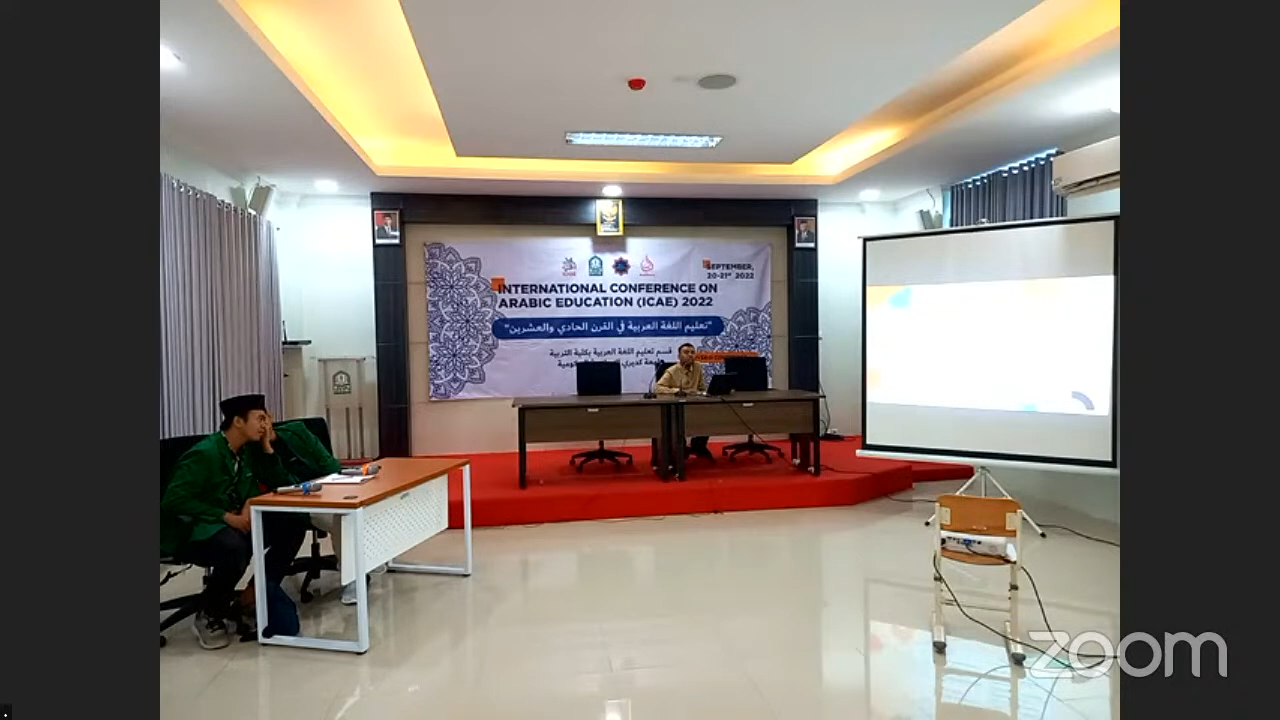 SEPTEMBER,
20-21st 2022
INTERNATIONAL CONFERENCE ON
ARABIC EDUCATION (ICAE) 2022
"تعليم اللغة العربية في القرن الحادي والعشرين"
قسم تعليم اللغة العربية بكلية التربية
zoom